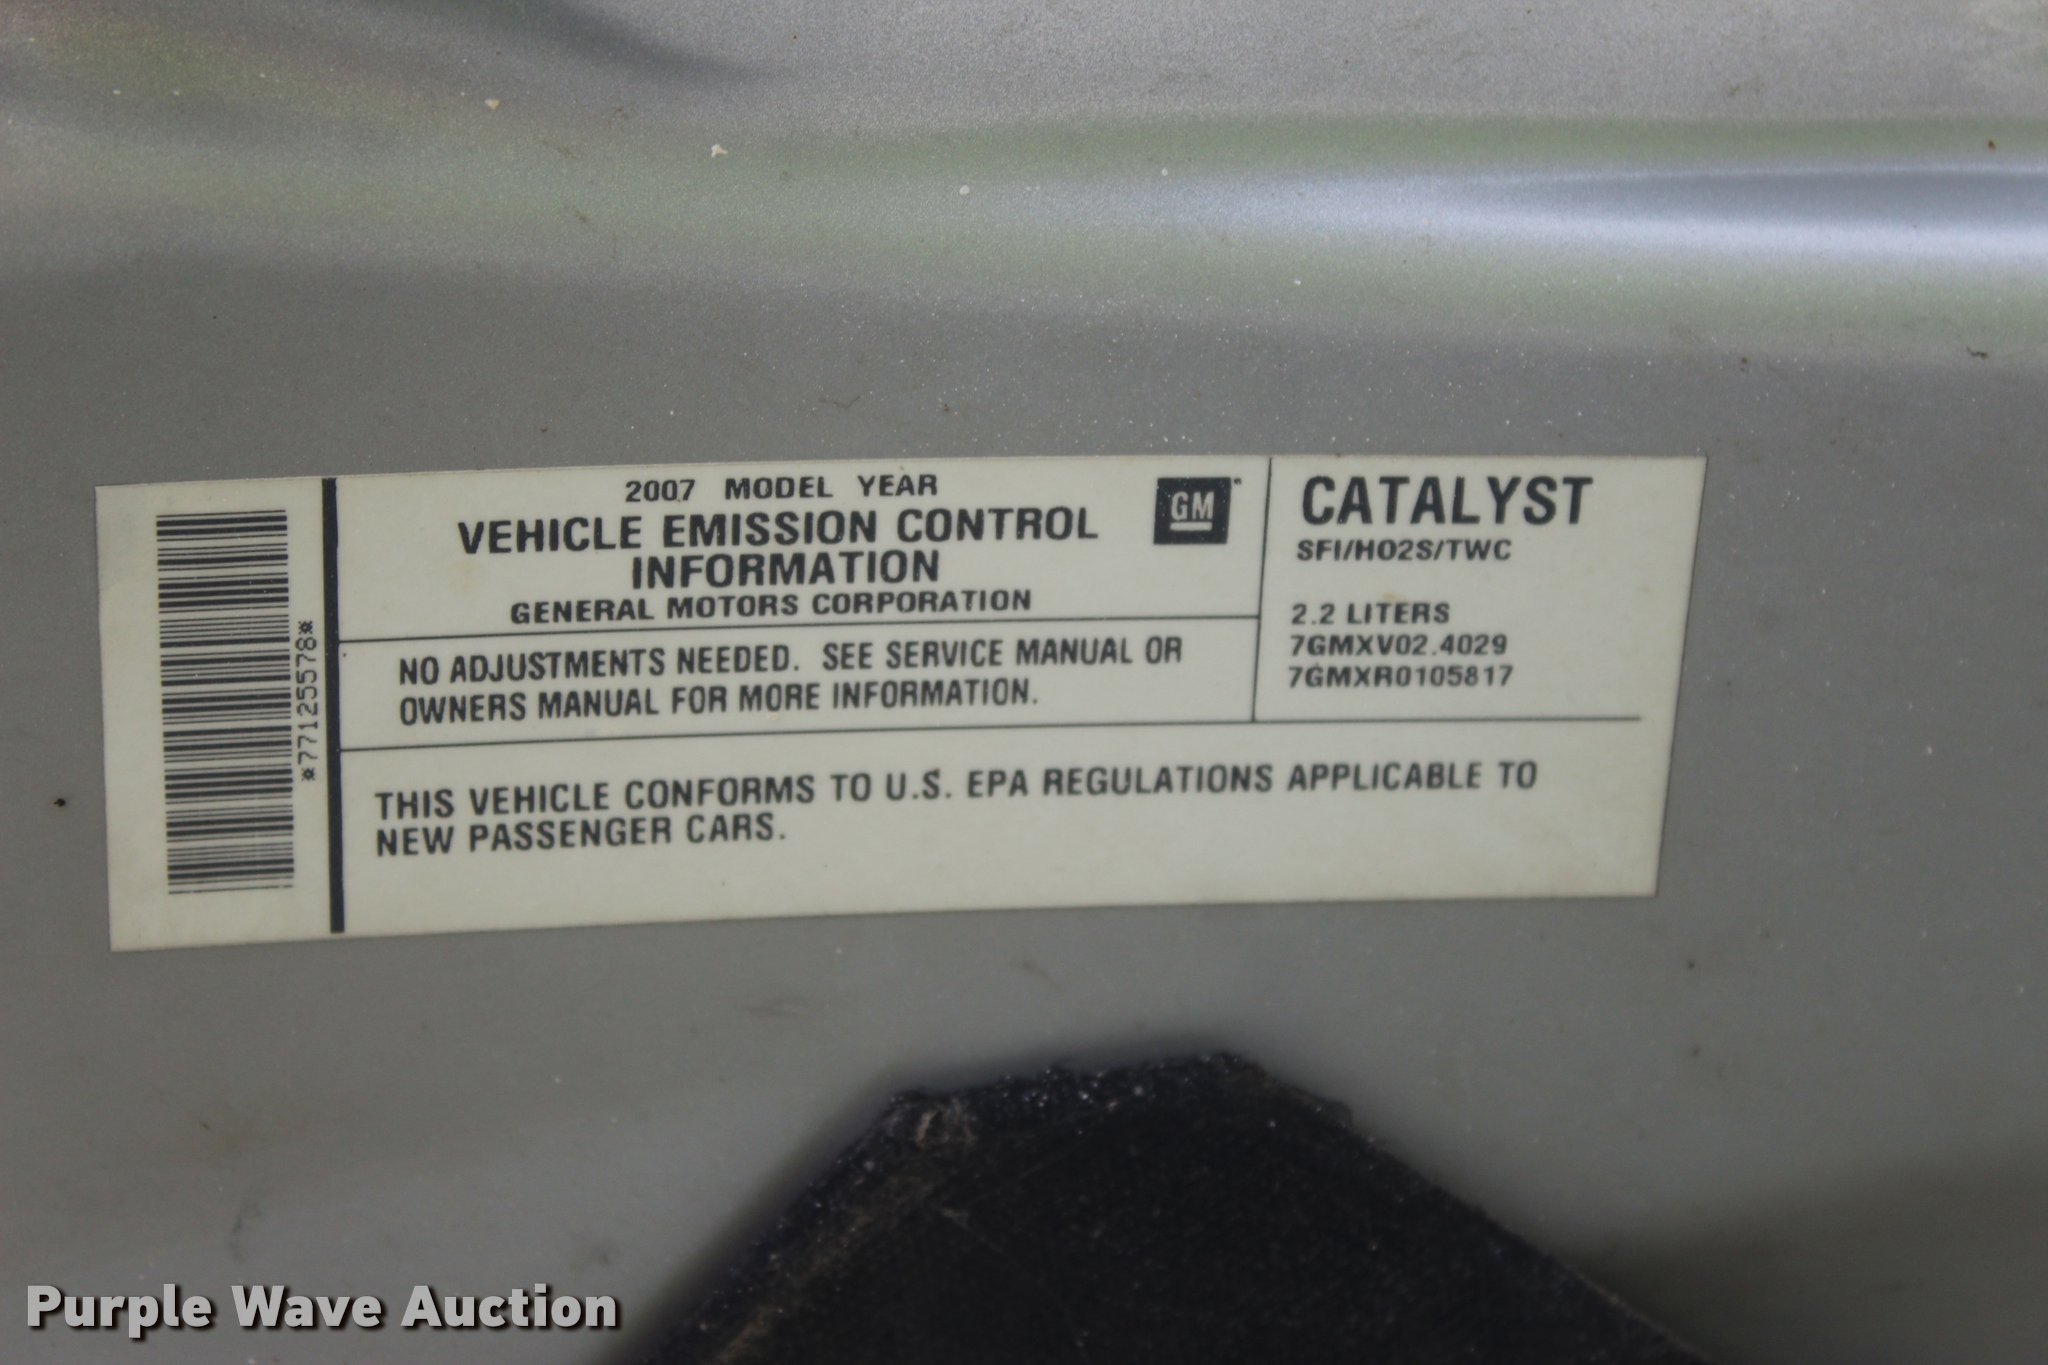 *771255578*
2007 MODEL YEAR
VEHICLE EMISSION CONTROL
INFORMATION
GENERAL MOTORS CORPORATION
GM
CATALYST
SFI/HO2S/TWC
2.2 LITERS
7GMXV02.4029
7GMXR0105817
NO ADJUSTMENTS NEEDED. SEE SERVICE MANUAL OR
OWNERS MANUAL FOR MORE INFORMATION.
THIS VEHICLE CONFORMS TO U.S. EPA REGULATIONS APPLICABLE TO
NEW PASSENGER CARS.
Purple Wave Auction